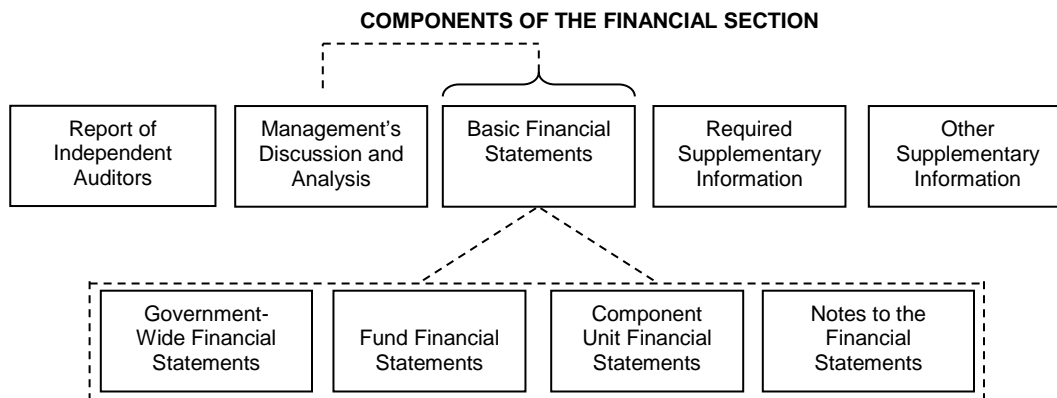 COMPONENTS OF THE FINANCIAL SECTION
Report of
Independent
Auditors
Management’s
Discussion and
Analysis
Basic Financial
Statements
Required
Supplementary
Information
Other
Supplementary
Information
Government-
Wide Financial
Statements
Fund Financial
Statements
Component
Unit Financial
Statements
Notes to the
Financial
Statements